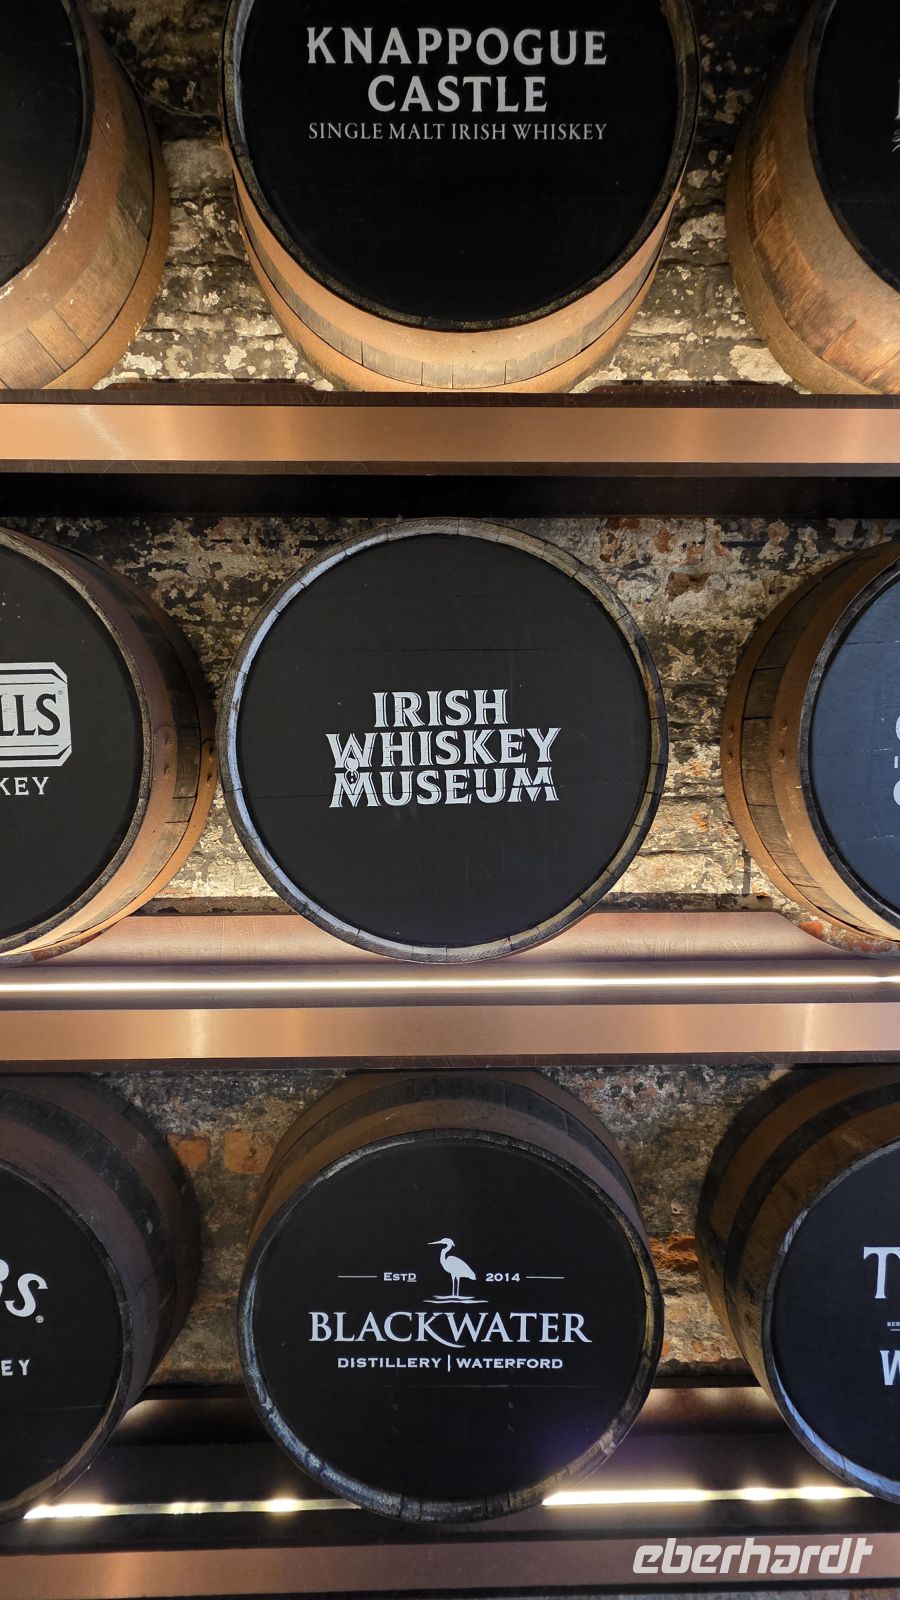 KNAPPOGUE
CASTLE
SINGLE MALT IRISH WHISKEY
IRISH
WHISKEY
MUSEUM
ESTD 2014
BLACKWATER
DISTILLERY | WATERFORD
eberhardt